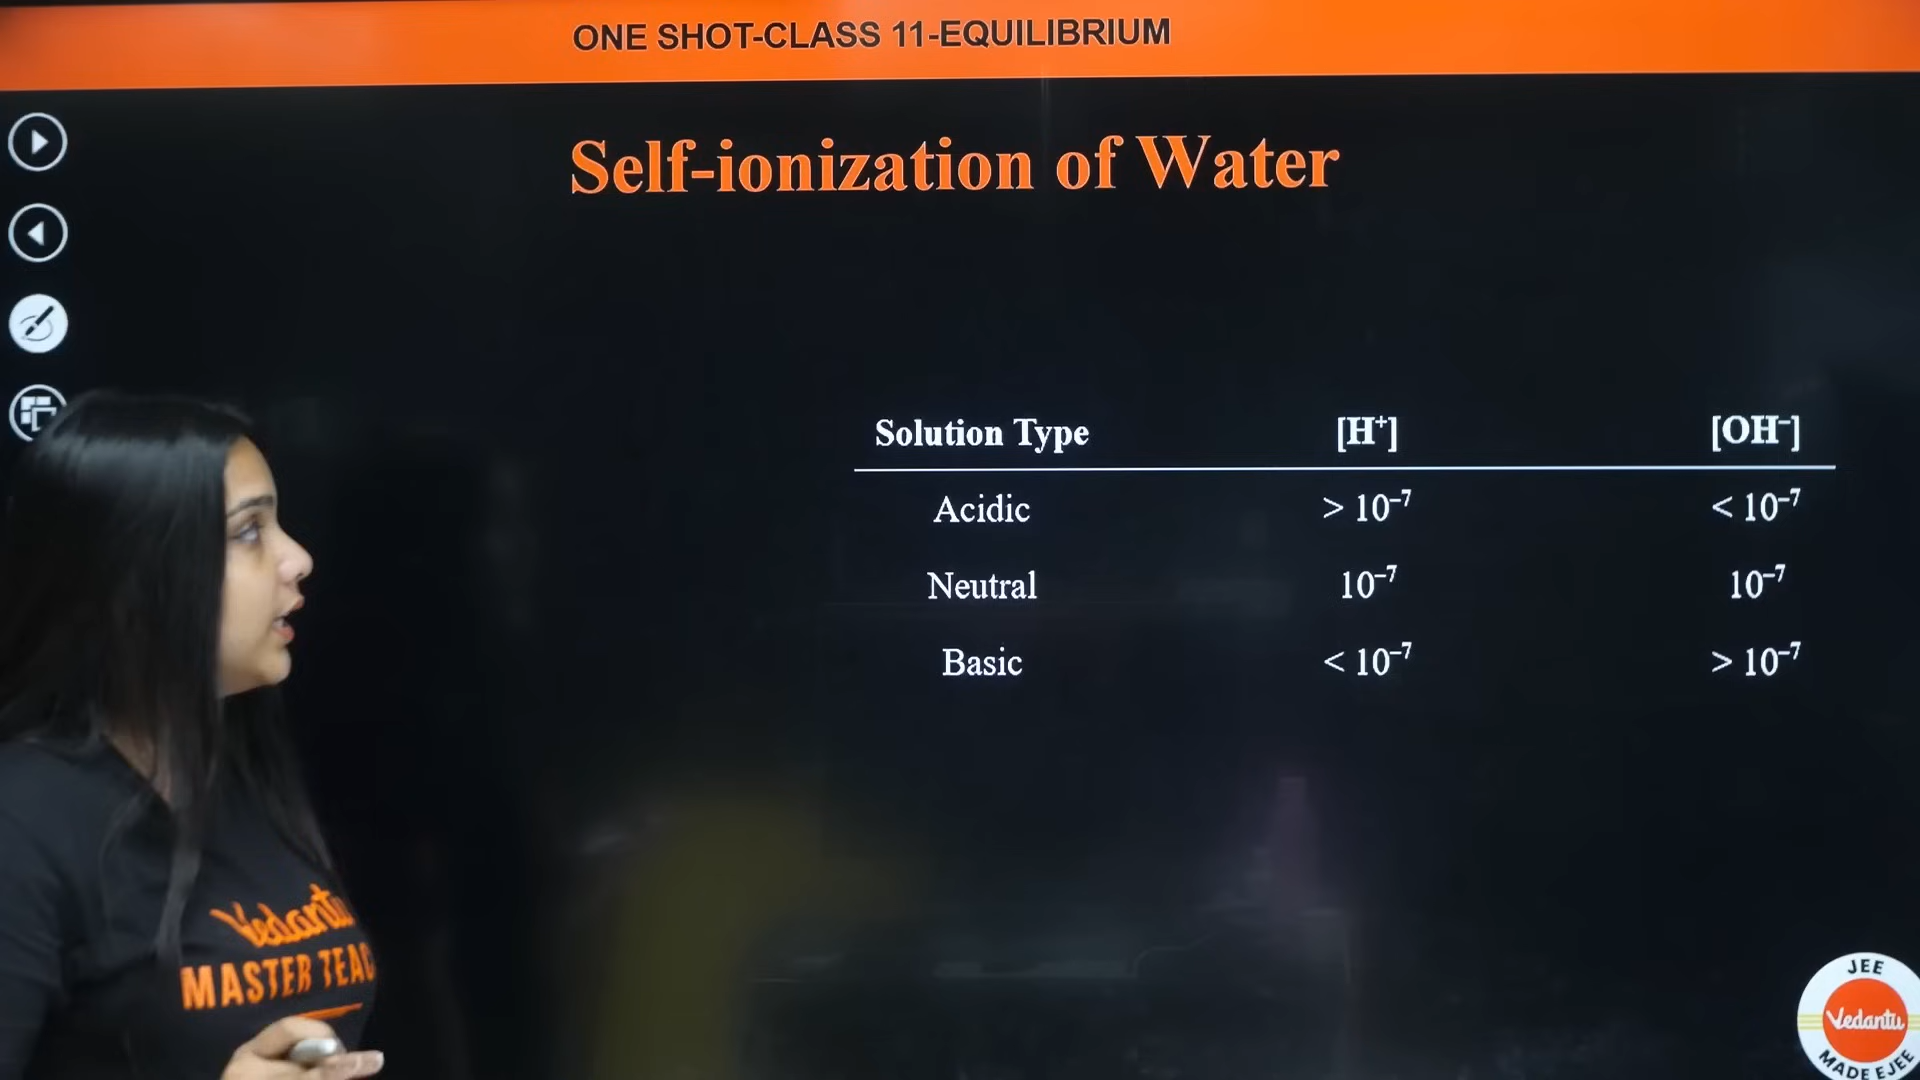 ONE SHOT-CLASS 11-EQUILIBRIUM
Self-ionization of Water
Solution Type [H⁺] [OH⁻]
Acidic > 10⁻⁷ < 10⁻⁷
Neutral 10⁻⁷ 10⁻⁷
Basic < 10⁻⁷ > 10⁻⁷
Vedantu
MASTER TEAC
JEE
Vedantu
MADE EJEE